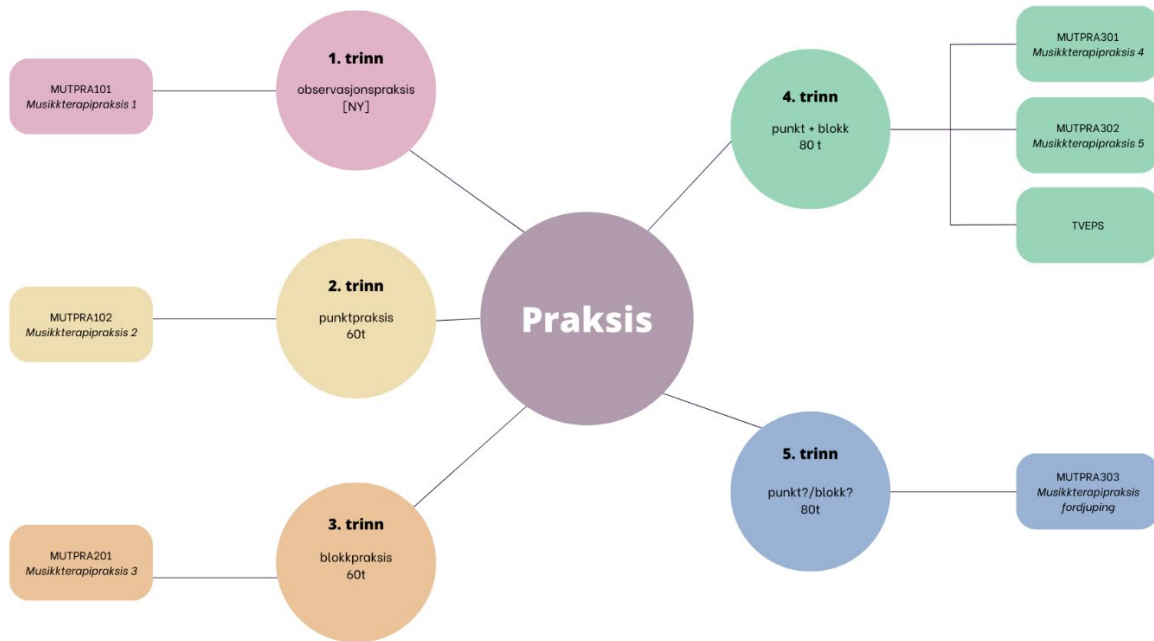 1. trinn
observasjonspraksis
[NY]
MUTPRA101
Musikkterapipraksis 1
2. trinn
punktpraksis
60t
MUTPRA102
Musikkterapipraksis 2
3. trinn
blokkpraksis
60t
MUTPRA201
Musikkterapipraksis 3
Praksis
4. trinn
punkt + blokk
80 t
MUTPRA301
Musikkterapipraksis 4
MUTPRA302
Musikkterapipraksis 5
TVEPS
5. trinn
punkt?/blokk?
80t
MUTPRA303
Musikkterapipraksis
fordjuping